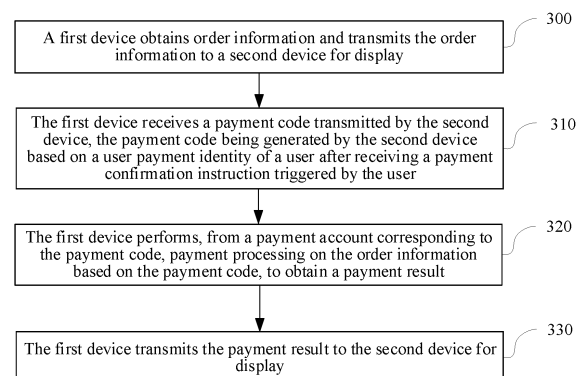 300
A first device obtains order information and transmits the order
information to a second device for display
310
The first device receives a payment code transmitted by the second
device, the payment code being generated by the second device
based on a user payment identity of a user after receiving a payment
confirmation instruction triggered by the user
320
The first device performs, from a payment account corresponding to
the payment code, payment processing on the order information
based on the payment code, to obtain a payment result
330
The first device transmits the payment result to the second device for
display